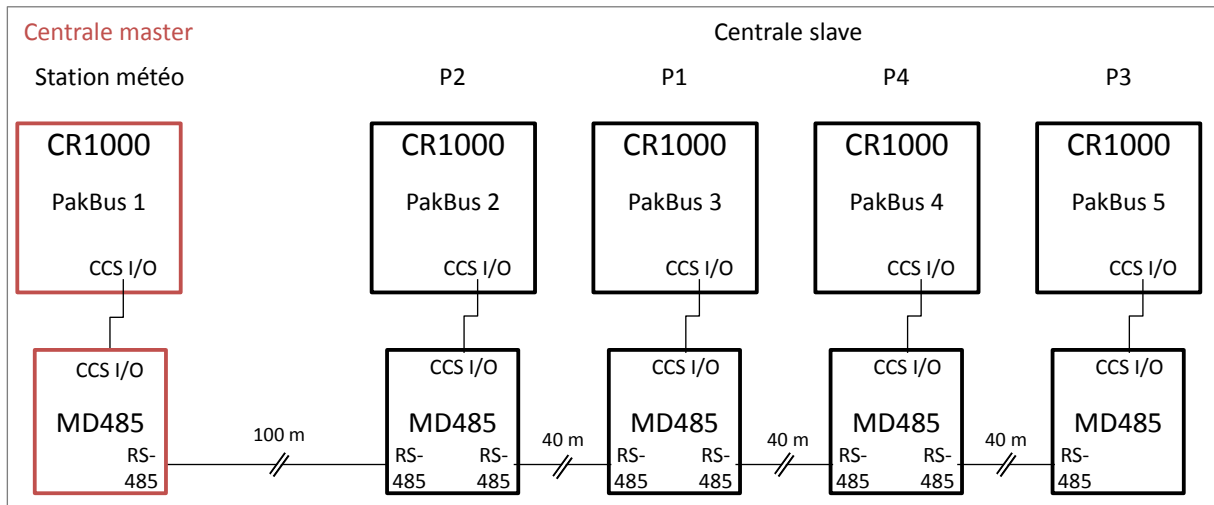 Centrale master
Centrale slave
Station météo
P2
P1
P4
P3
CR1000
CR1000
CR1000
CR1000
CR1000
PakBus 1
PakBus 2
PakBus 3
PakBus 4
PakBus 5
CCS I/O
CCS I/O
CCS I/O
CCS I/O
CCS I/O
CCS I/O
CCS I/O
CCS I/O
CCS I/O
CCS I/O
MD485
MD485
MD485
MD485
MD485
100 m
40 m
40 m
40 m
RS-
485
RS-
485
RS-
485
RS-
485
RS-
485
RS-
485
RS-
485
RS-
485